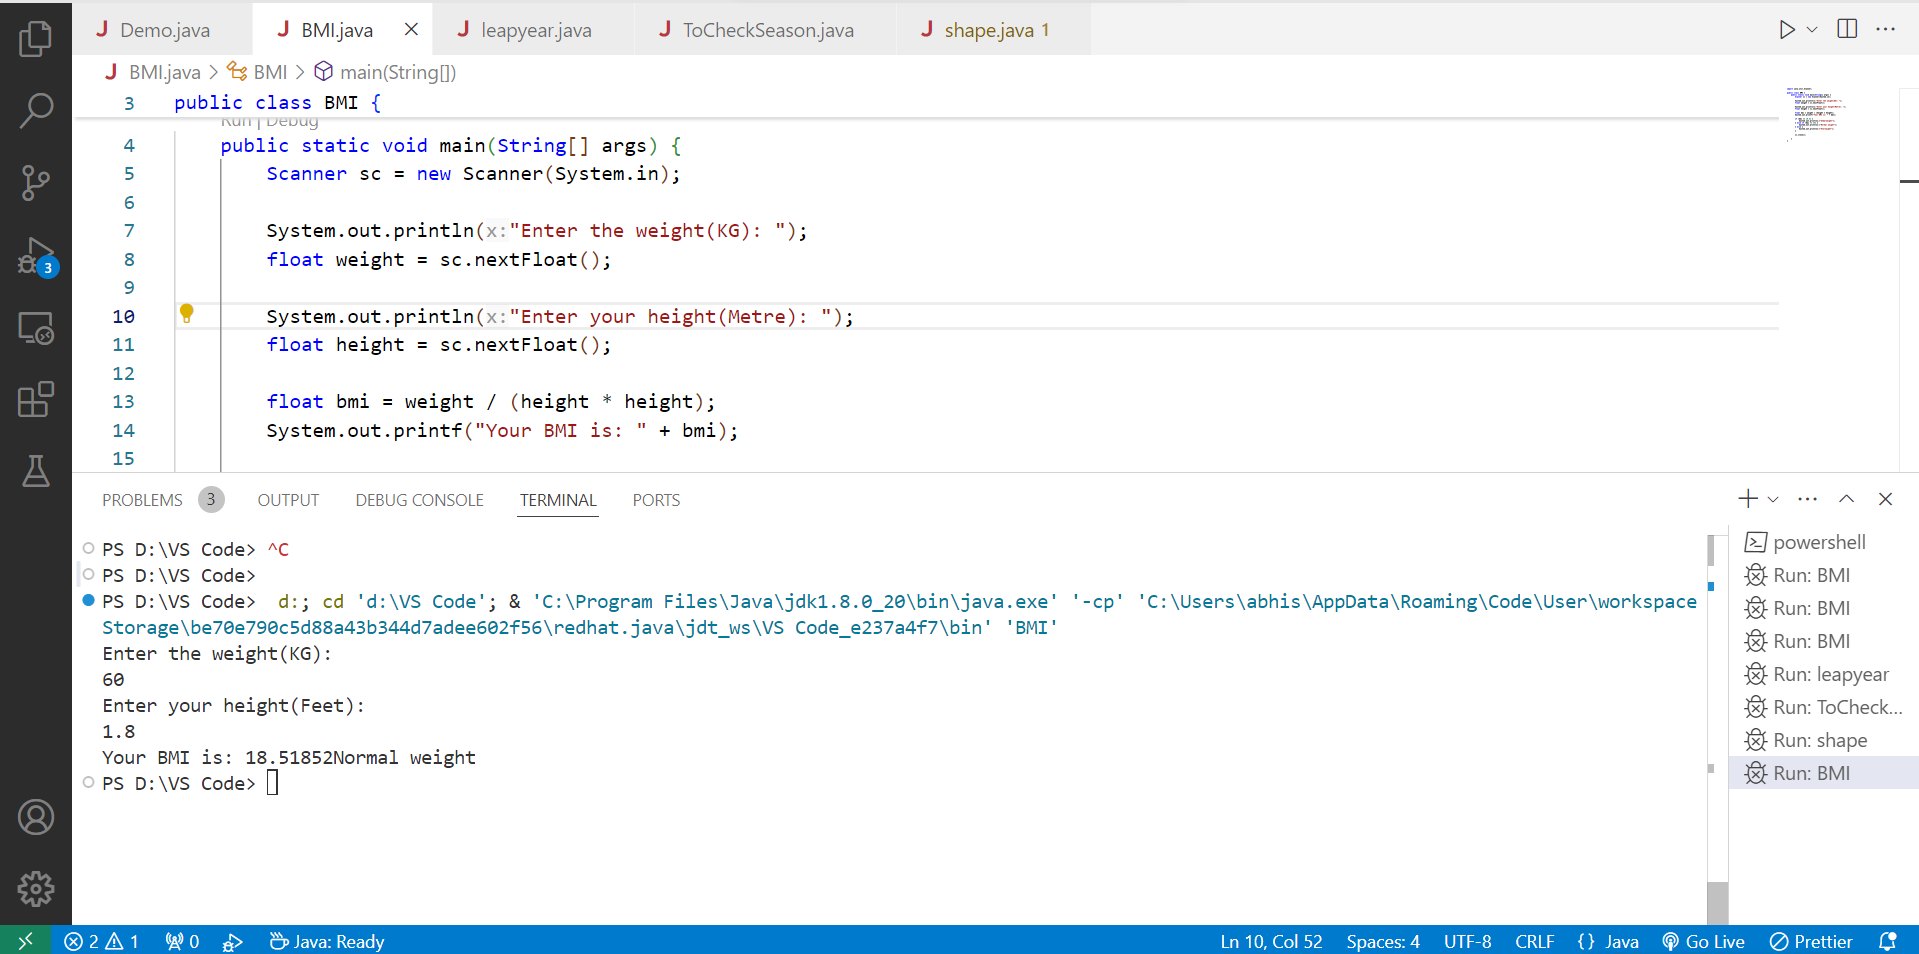 Demo.java BMI.java leapyear.java ToCheckSeason.java shape.java 1
BMI.java > BMI > main(String[])
3 public class BMI {
Run | Debug
4 public static void main(String[] args) {
5 Scanner sc = new Scanner(System.in);
6
7 System.out.println(x:"Enter the weight(KG): ");
8 float weight = sc.nextFloat();
9
10 System.out.println(x:"Enter your height(Metre): ");
11 float height = sc.nextFloat();
12
13 float bmi = weight / (height * height);
14 System.out.printf("Your BMI is: " + bmi);
15
3
PROBLEMS 3 OUTPUT DEBUG CONSOLE TERMINAL PORTS
PS D:\VS Code> ^C
PS D:\VS Code>
PS D:\VS Code> d:; cd 'd:\VS Code'; & 'C:\Program Files\Java\jdk1.8.0_20\bin\java.exe' '-cp' 'C:\Users\abhis\AppData\Roaming\Code\User\workspace
Storage\be70e790c5d88a43b344d7adee602f56\redhat.java\jdt_ws\VS Code_e237a4f7\bin' 'BMI'
Enter the weight(KG):
60
Enter your height(Feet):
1.8
Your BMI is: 18.51852Normal weight
PS D:\VS Code>
powershell
Run: BMI
Run: BMI
Run: BMI
Run: leapyear
Run: ToCheck...
Run: shape
Run: BMI
2 1 0 Java: Ready Ln 10, Col 52 Spaces: 4 UTF-8 CRLF {} Java Go Live Prettier